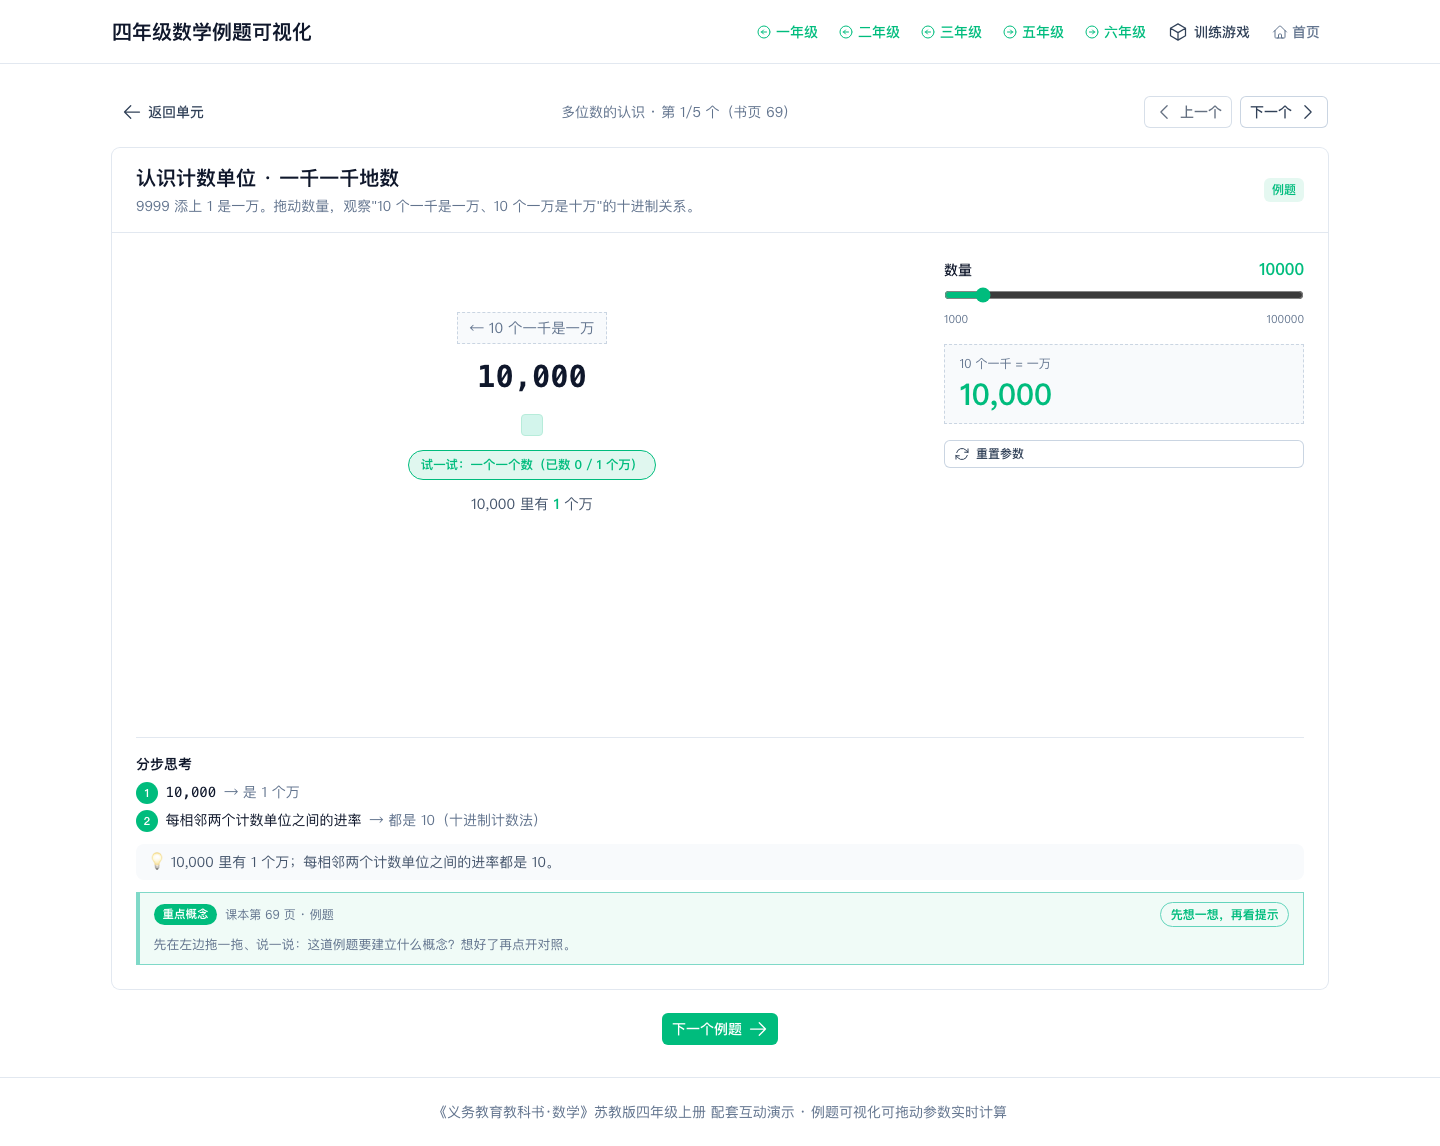 四年级数学例题可视化
一年级 二年级 三年级 五年级 六年级 训练游戏 首页
返回单元 多位数的认识 · 第 1/5 个（书页 69） 上一个 下一个
认识计数单位 · 一千一千地数
9999 添上 1 是一万。拖动数量，观察"10 个一千是一万、10 个一万是十万"的十进制关系。
例题
← 10 个一千是一万
10,000
试一试：一个一个数（已数 0 / 1 个万）
10,000 里有 1 个万
数量 10000
1000 100000
10 个一千 = 一万
10,000
重置参数
分步思考
1 10,000 → 是 1 个万
2 每相邻两个计数单位之间的进率 → 都是 10（十进制计数法）
10,000 里有 1 个万；每相邻两个计数单位之间的进率都是 10。
重点概念 课本第 69 页 · 例题 先想一想，再看提示
先在左边拖一拖、说一说：这道例题要建立什么概念？想好了再点开对照。
下一个例题
《义务教育教科书·数学》苏教版四年级上册 配套互动演示 · 例题可视化可拖动参数实时计算